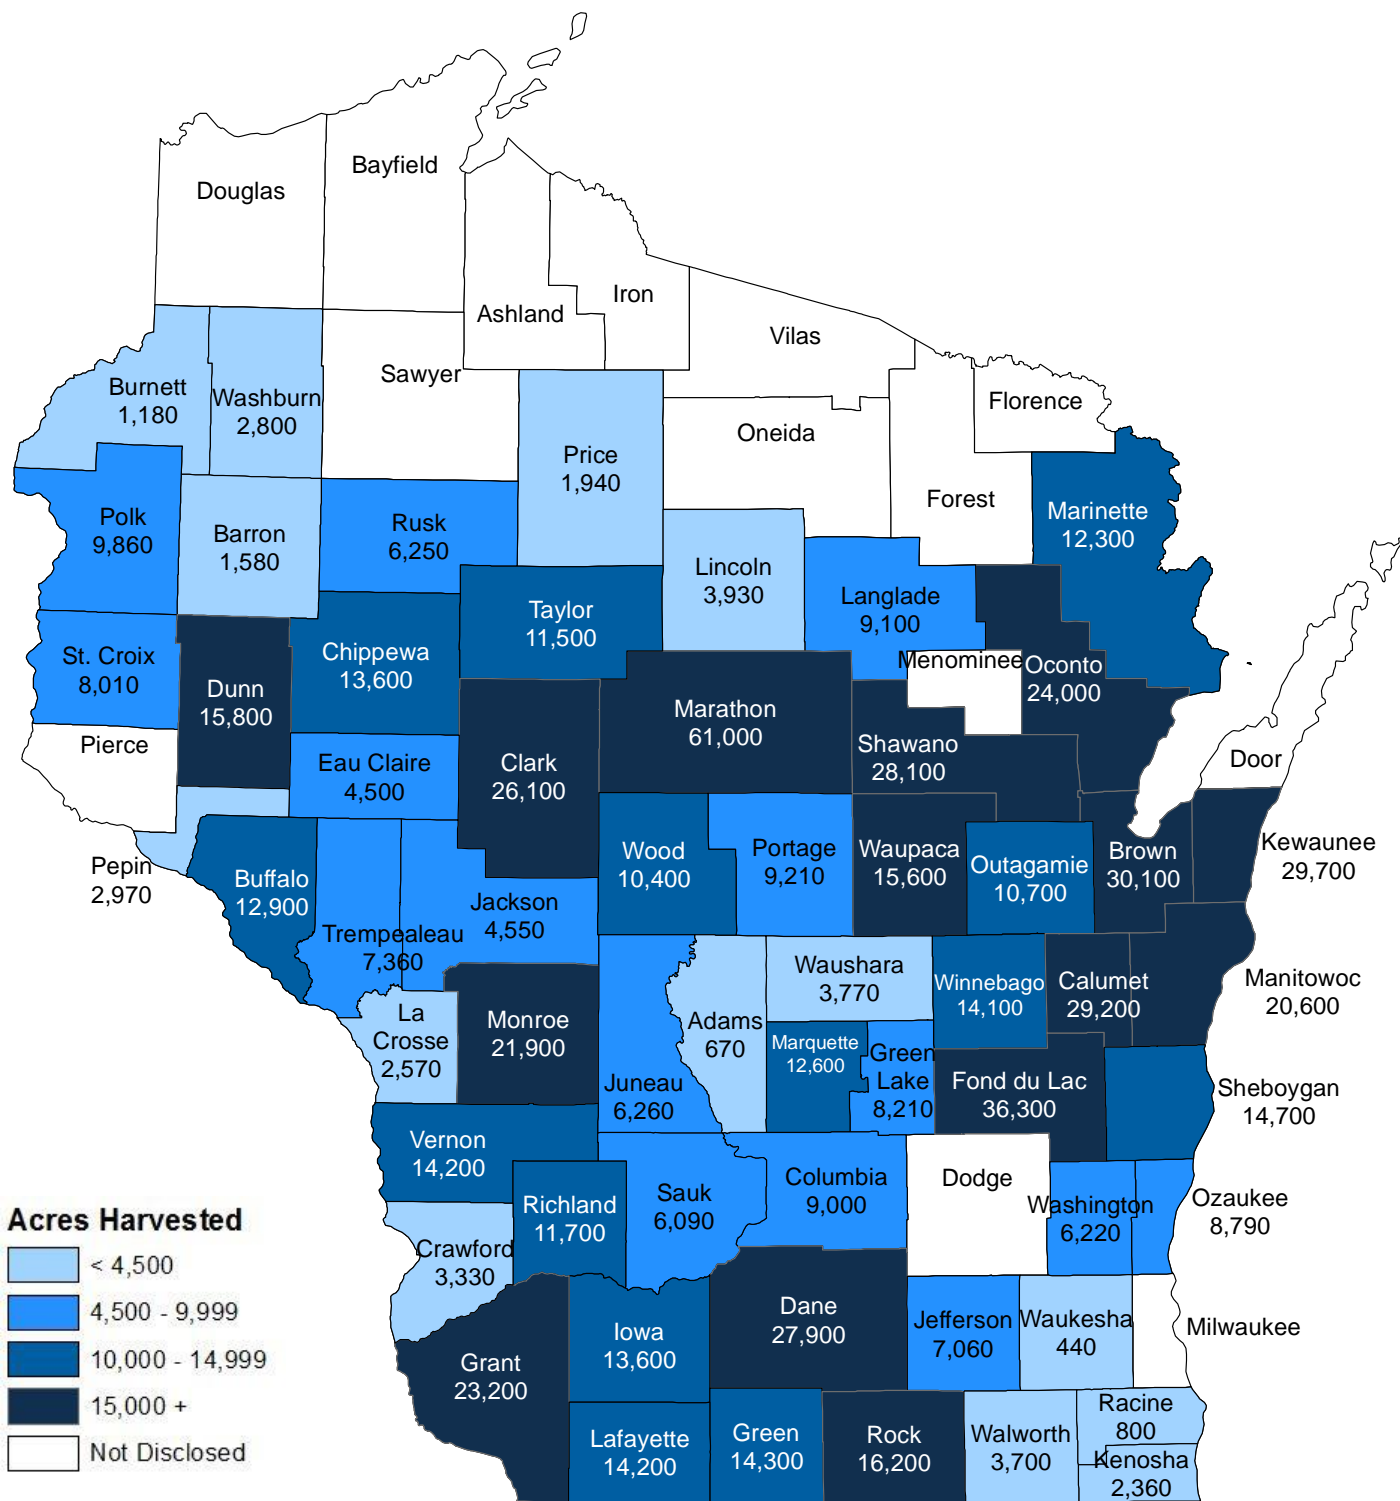 Douglas
Bayfield
Ashland
Iron
Vilas
Sawyer
Burnett
1,180
Washburn
2,800
Florence
Oneida
Price
1,940
Forest
Marinette
12,300
Polk
9,860
Barron
1,580
Rusk
6,250
Lincoln
3,930
Langlade
9,100
Taylor
11,500
St. Croix
8,010
Chippewa
13,600
Menominee
Oconto
24,000
Dunn
15,800
Marathon
61,000
Pierce
Shawano
28,100
Door
Eau Claire
4,500
Clark
26,100
Pepin
2,970
Buffalo
12,900
Wood
10,400
Portage
9,210
Waupaca
15,600
Outagamie
10,700
Brown
30,100
Kewaunee
29,700
Trempealeau
7,360
Jackson
4,550
Waushara
3,770
Winnebago
14,100
Calumet
29,200
Manitowoc
20,600
La
Crosse
2,570
Monroe
21,900
Adams
670
Marquette
12,600
Green
Lake
8,210
Juneau
6,260
Fond du Lac
36,300
Sheboygan
14,700
Vernon
14,200
Richland
11,700
Sauk
6,090
Columbia
9,000
Dodge
Washington
6,220
Ozaukee
8,790
Crawford
3,330
Dane
27,900
Iowa
13,600
Jefferson
7,060
Waukesha
440
Milwaukee
Grant
23,200
Lafayette
14,200
Green
14,300
Rock
16,200
Walworth
3,700
Racine
800
Kenosha
2,360
Acres Harvested
< 4,500
4,500 - 9,999
10,000 - 14,999
15,000 +
Not Disclosed